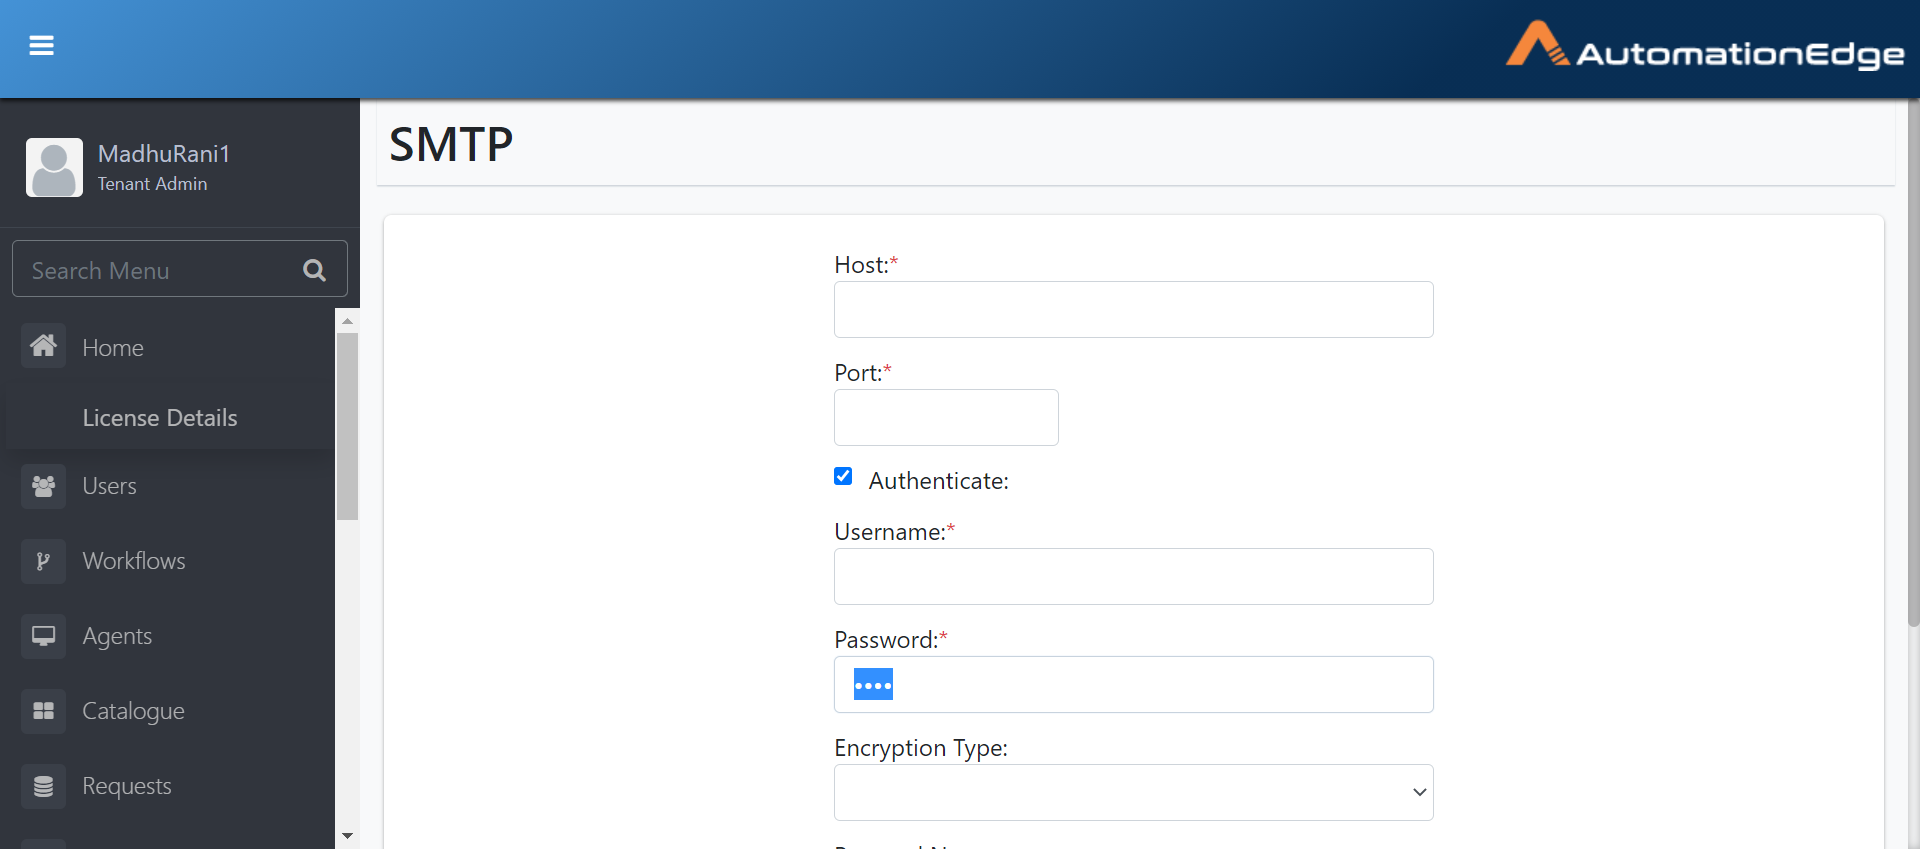 AutomationEdge
MadhuRani1
Tenant Admin
Search Menu
Home
License Details
Users
Workflows
Agents
Catalogue
Requests
SMTP
Host:*
Port:*
Authenticate:
Username:*
Password:*
••••
Encryption Type: